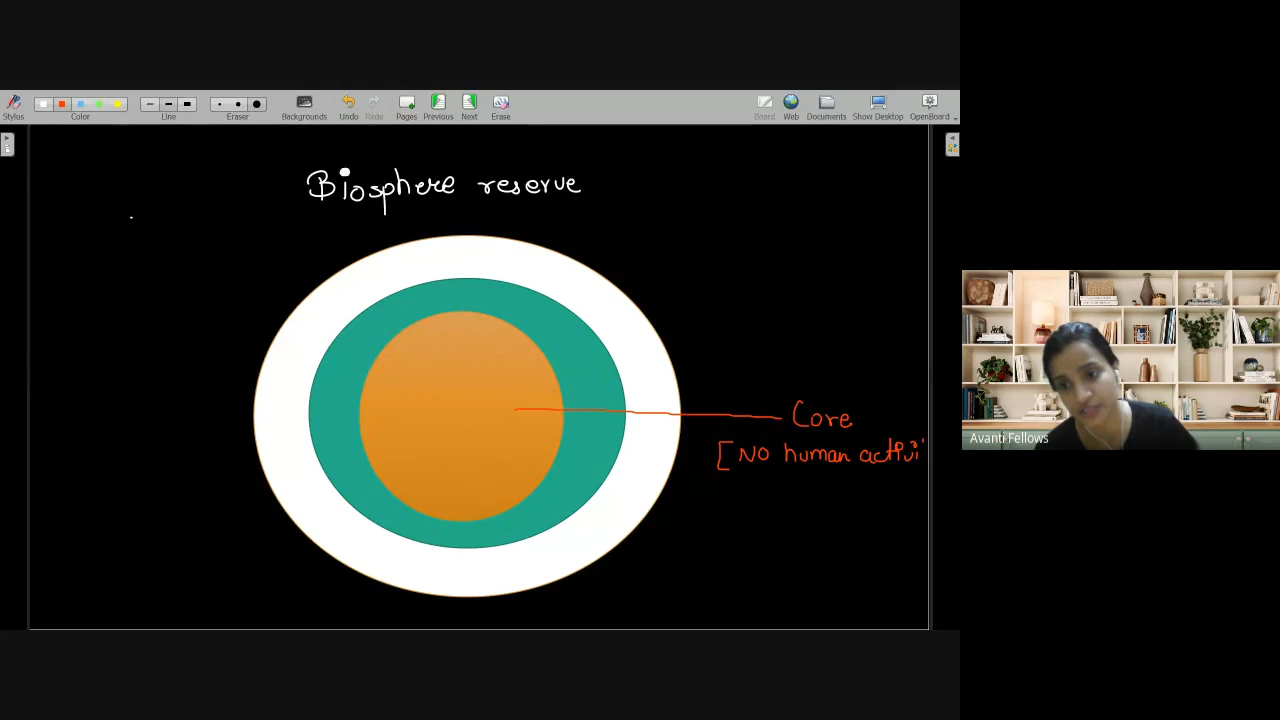 Stylus
Color
Line
Eraser
Backgrounds
Undo
Redo
Pages
Previous
Next
Erase
Board
Web
Documents
Show Desktop
OpenBoard
Biosphere reserve
Core
[NO human activi
Avanti Fellows